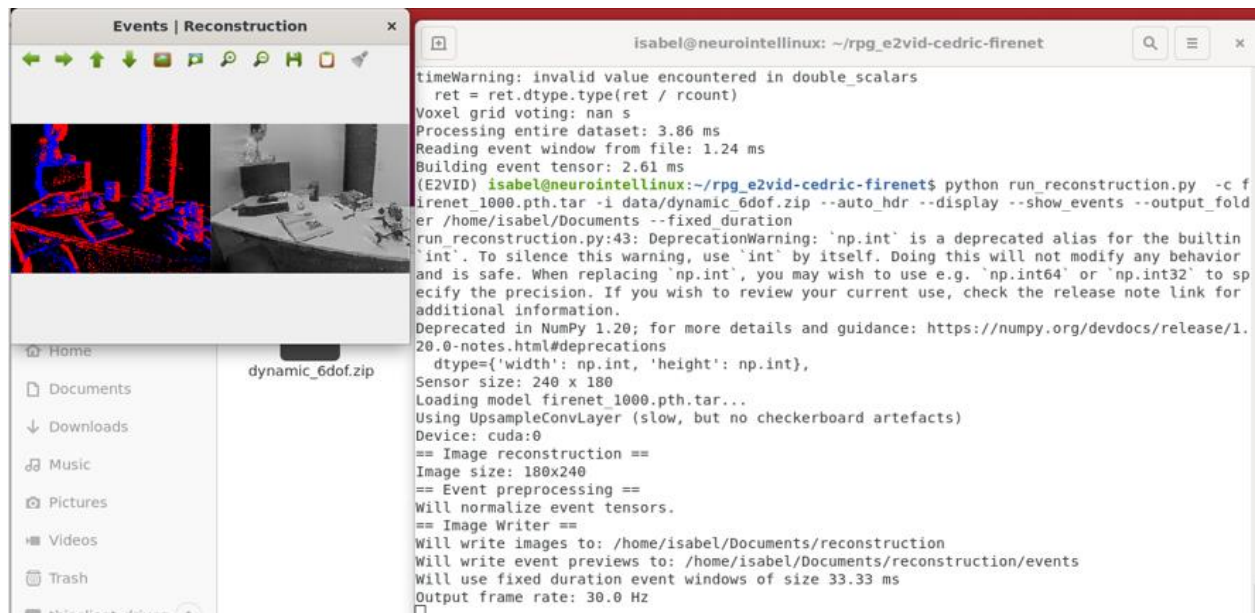 Events | Reconstruction
Home
Documents
Downloads
Music
Pictures
Videos
Trash
dynamic_6dof.zip
isabel@neurointellinux: ~/rpg_e2vid-cedric-firenet
timeWarning: invalid value encountered in double_scalars
ret = ret.dtype.type(ret / rcount)
Voxel grid voting: nan s
Processing entire dataset: 3.86 ms
Reading event window from file: 1.24 ms
Building event tensor: 2.61 ms
(E2VID) isabel@neurointellinux:~/rpg_e2vid-cedric-firenet$ python run_reconstruction.py  -c f
irenet_1000.pth.tar -i data/dynamic_6dof.zip --auto_hdr --display --show_events --output_fold
er /home/isabel/Documents --fixed_duration
run_reconstruction.py:43: DeprecationWarning: `np.int` is a deprecated alias for the builtin
`int`. To silence this warning, use `int` by itself. Doing this will not modify any behavior
and is safe. When replacing `np.int`, you may wish to use e.g. `np.int64` or `np.int32` to sp
ecify the precision. If you wish to review your current use, check the release note link for
additional information.
Deprecated in NumPy 1.20; for more details and guidance: https://numpy.org/devdocs/release/1.
20.0-notes.html#deprecations
dtype={'width': np.int, 'height': np.int},
Sensor size: 240 x 180
Loading model firenet_1000.pth.tar...
Using UpsampleConvLayer (slow, but no checkerboard artefacts)
Device: cuda:0
== Image reconstruction ==
Image size: 180x240
== Event preprocessing ==
Will normalize event tensors.
== Image Writer ==
Will write images to: /home/isabel/Documents/reconstruction
Will write event previews to: /home/isabel/Documents/reconstruction/events
Will use fixed duration event windows of size 33.33 ms
Output frame rate: 30.0 Hz